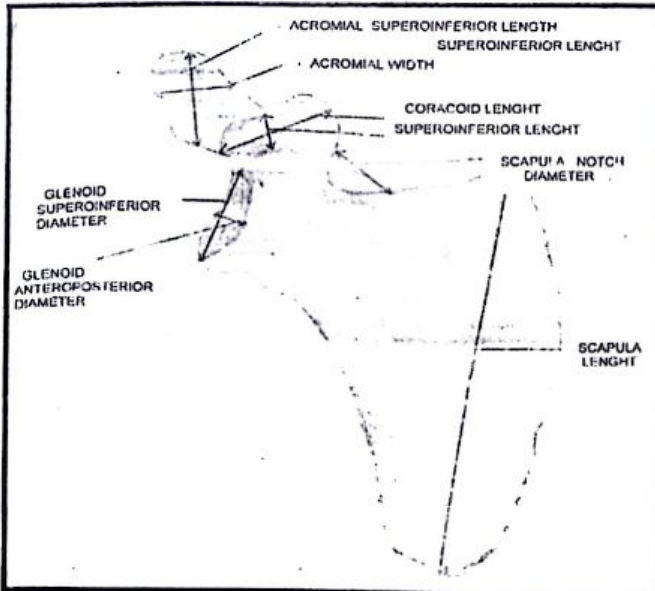 ACROMIAL SUPEROINFERIOR LENGTH
SUPEROINFERIOR LENGHT
ACROMIAL WIDTH
CORACOID LENGHT
SUPEROINFERIOR LENGHT
SCAPULA NOTCH
DIAMETER
GLENOID
SUPEROINFERIOR
DIAMETER
GLENOID
ANTEROPOSTERIOR
DIAMETER
SCAPULA
LENGHT